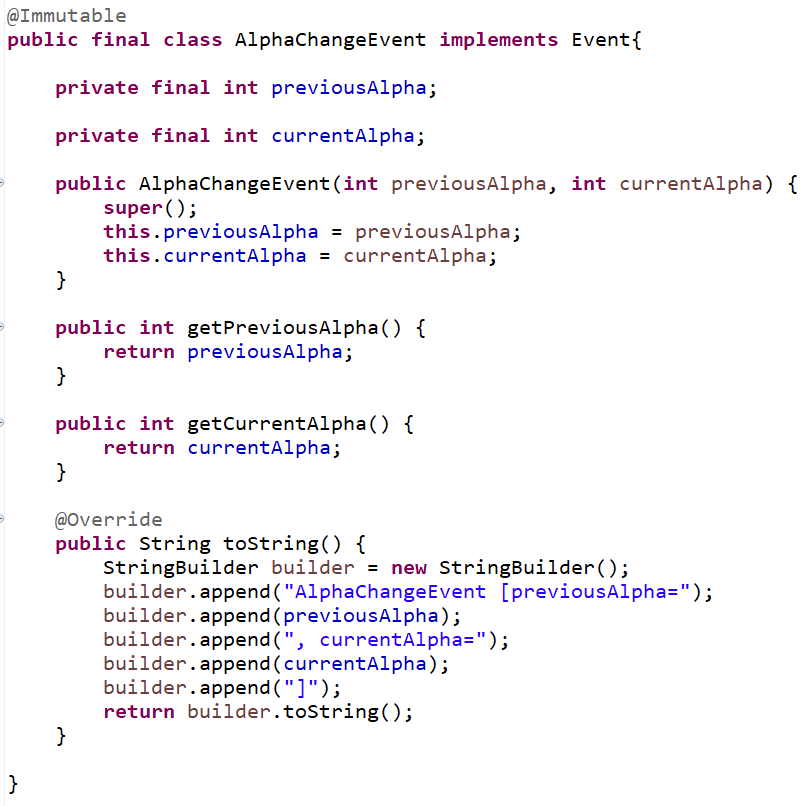 @Immutable
public final class AlphaChangeEvent implements Event{
private final int previousAlpha;
private final int currentAlpha;
public AlphaChangeEvent(int previousAlpha, int currentAlpha) {
super();
this.previousAlpha = previousAlpha;
this.currentAlpha = currentAlpha;
}
public int getPreviousAlpha() {
return previousAlpha;
}
public int getCurrentAlpha() {
return currentAlpha;
}
@Override
public String toString() {
StringBuilder builder = new StringBuilder();
builder.append("AlphaChangeEvent [previousAlpha=");
builder.append(previousAlpha);
builder.append(", currentAlpha=");
builder.append(currentAlpha);
builder.append("]");
return builder.toString();
}
}